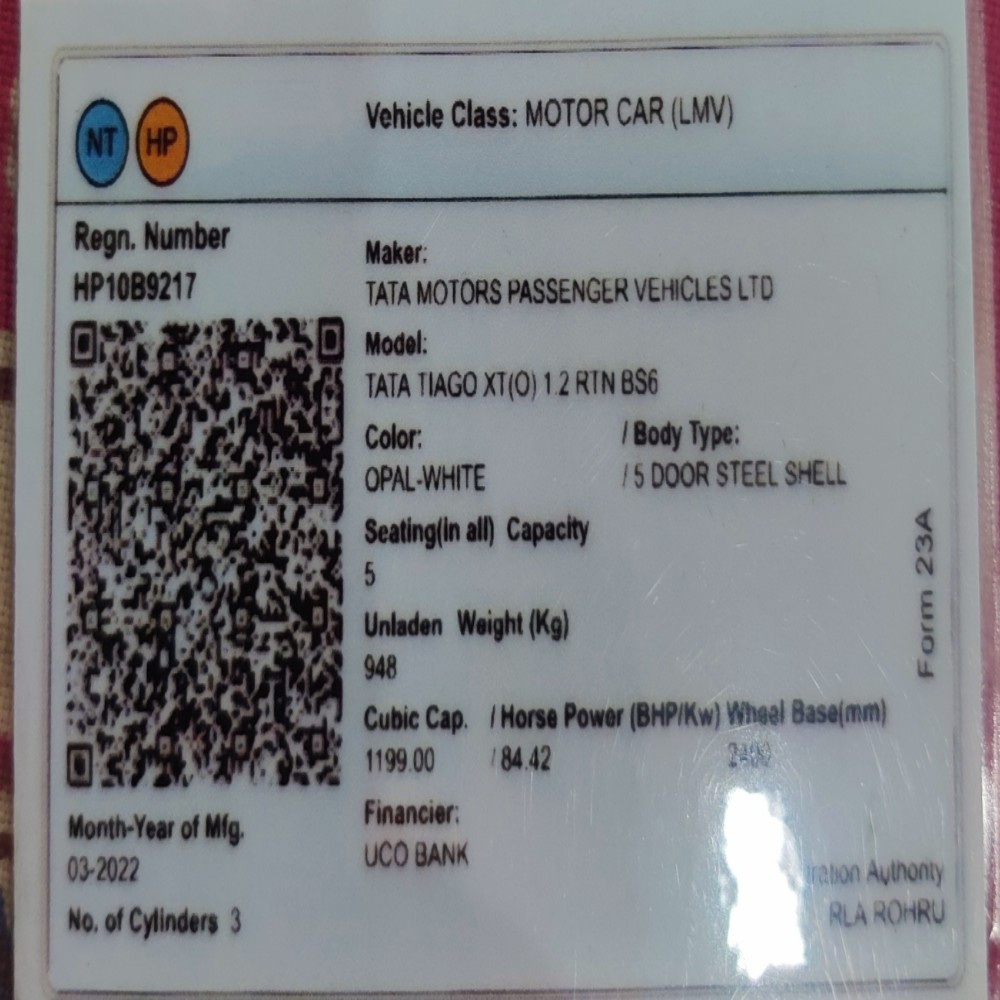 NT HP
Vehicle Class: MOTOR CAR (LMV)
Regn. Number
HP10B9217
Maker:
TATA MOTORS PASSENGER VEHICLES LTD
Model:
TATA TIAGO XT(O) 1.2 RTN BS6
Color: / Body Type:
OPAL-WHITE / 5 DOOR STEEL SHELL
Seating(in all) Capacity
5
Unladen Weight (Kg)
948
Cubic Cap. / Horse Power (BHP/Kw) Wheel Base(mm)
1199.00 / 84.42
Financier:
UCO BANK
Month-Year of Mfg.
03-2022
No. of Cylinders 3
Form 23A
Authority
RLA ROHRU